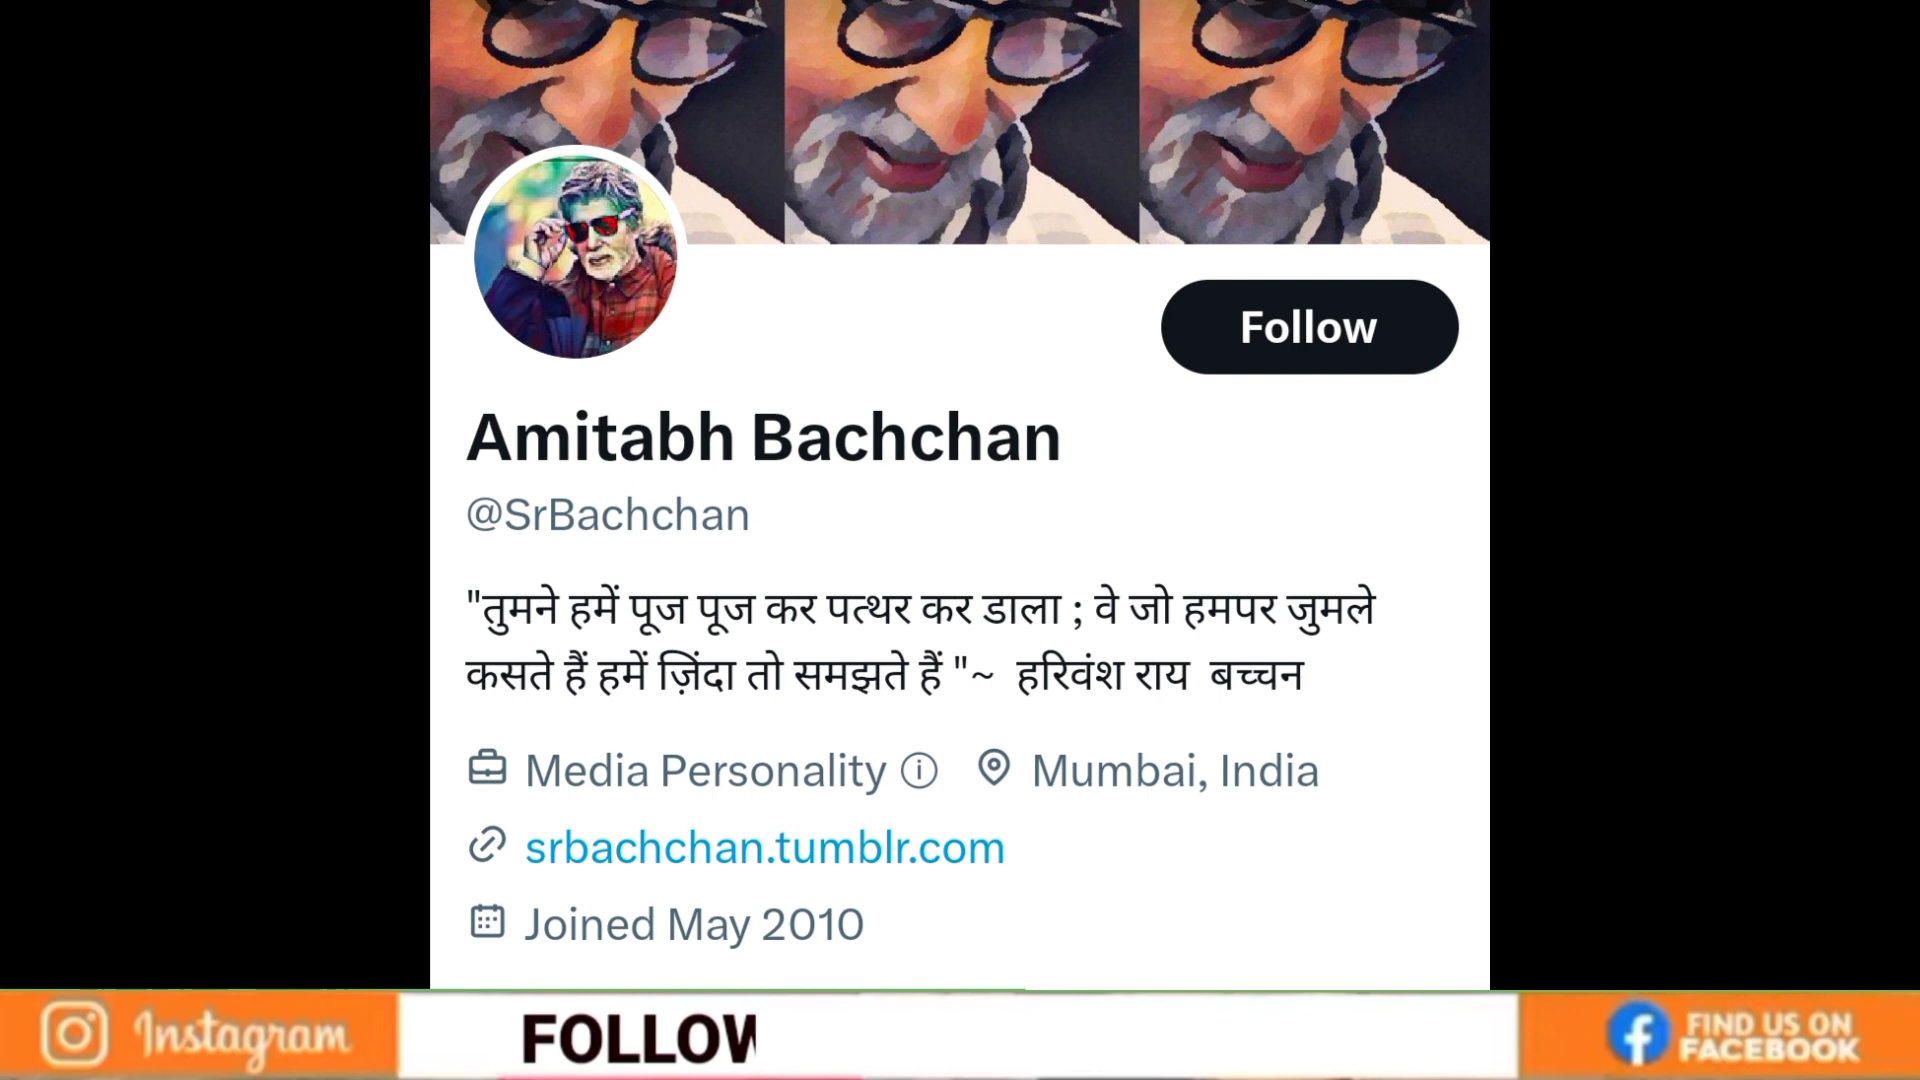 Follow
Amitabh Bachchan
@SrBachchan
"तुमने हमें पूज पूज कर पत्थर कर डाला ; वे जो हमपर जुमले
कसते हैं हमें ज़िंदा तो समझते हैं "~ हरिवंश राय बच्चन
Media Personality Mumbai, India
srbachchan.tumblr.com
Joined May 2010
Instagram
FOLLOW
FIND US ON
FACEBOOK